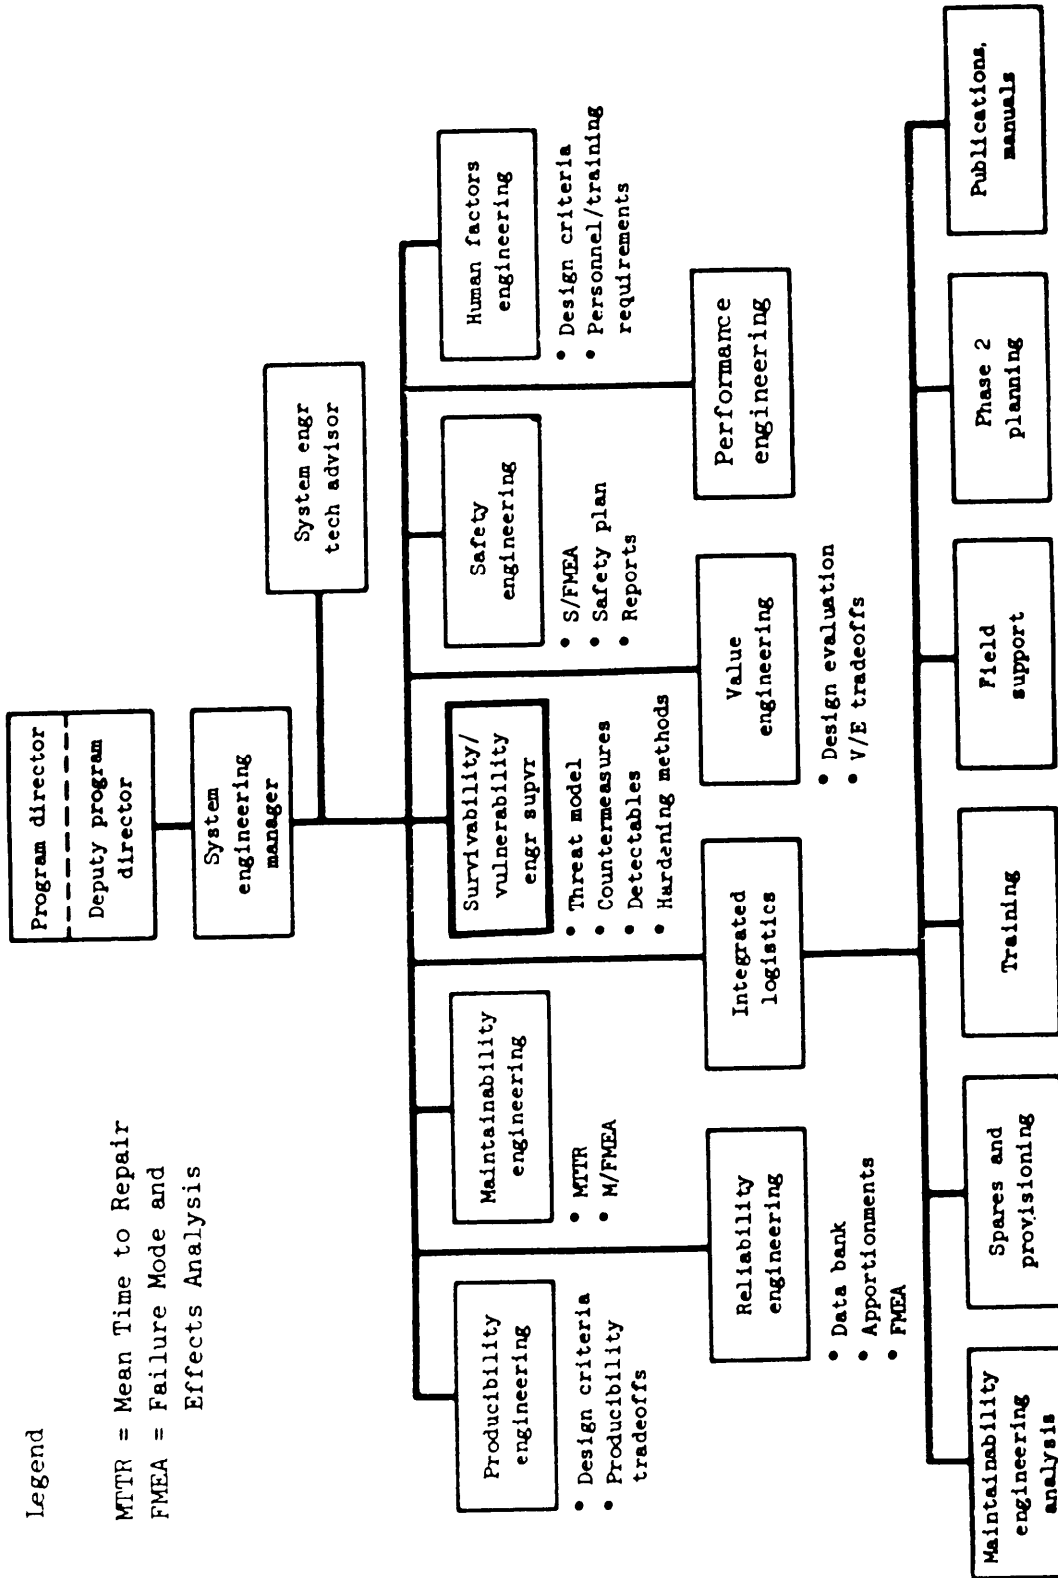 Legend
MTTR = Mean Time to Repair
FMEA = Failure Mode and
Effects Analysis
Program director
Deputy program
director
System
engineering
manager
System engr
tech advisor
Producibility
engineering
• Design criteria
• Producibility
tradeoffs
Maintainability
engineering
• MTTR
• M/FMEA
Survivability/
vulnerability
engr supvr
• Threat model
• Countermeasures
• Detectables
• Hardening methods
Safety
engineering
• S/FMEA
• Safety plan
• Reports
Human factors
engineering
• Design criteria
• Personnel/training
requirements
Reliability
engineering
• Data bank
• Apportionments
• FMEA
Integrated
logistics
Value
engineering
• Design evaluation
• V/E tradeoffs
Performance
engineering
Maintainability
engineering
analysis
Spares and
provisioning
Training
Field
support
Phase 2
planning
Publications,
manuals